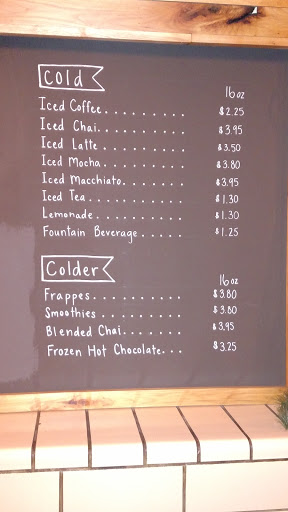 Cold
16oz
Iced Coffee.......... $2.25
Iced Chai.......... $3.95
Iced Latte.......... $3.50
Iced Mocha.......... $3.80
Iced Macchiato....... $3.95
Iced Tea.......... $1.30
Lemonade.......... $1.30
Fountain Beverage..... $1.25
Colder
16oz
Frappes.......... $3.80
Smoothies.......... $3.80
Blended Chai....... $3.95
Frozen Hot Chocolate... $3.25